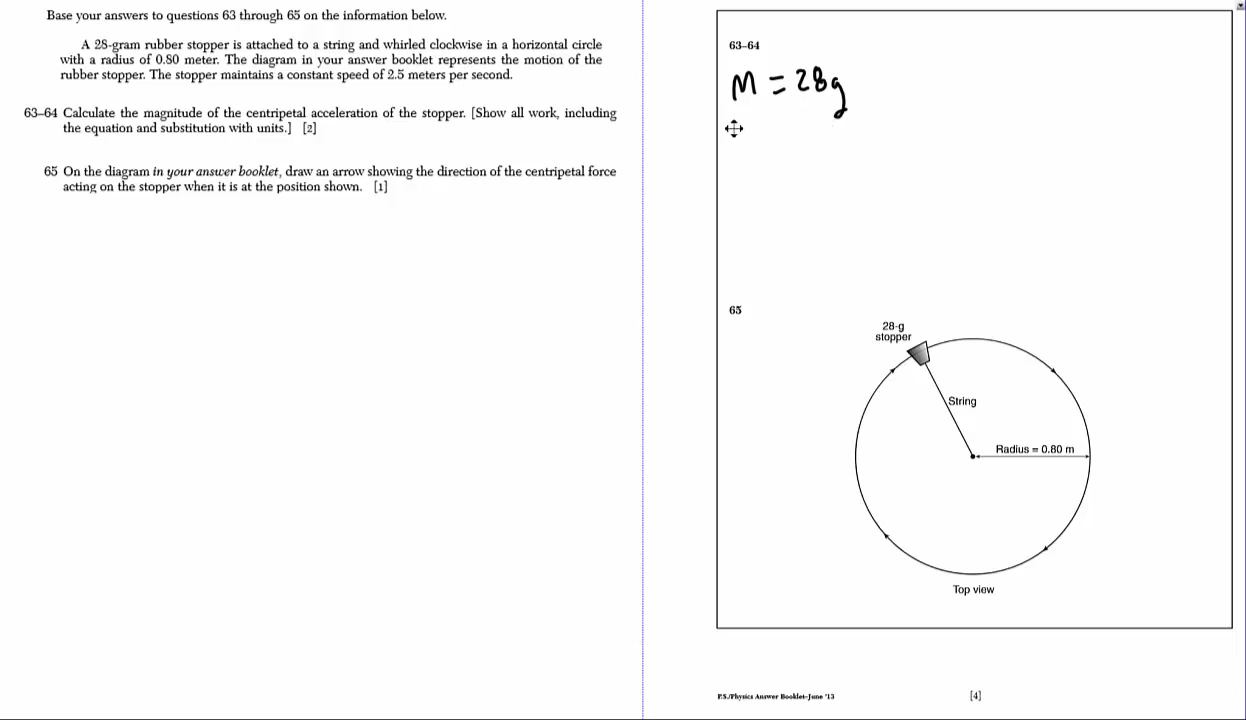 Base your answers to questions 63 through 65 on the information below.
A 28-gram rubber stopper is attached to a string and whirled clockwise in a horizontal circle
with a radius of 0.80 meter. The diagram in your answer booklet represents the motion of the
rubber stopper. The stopper maintains a constant speed of 2.5 meters per second.
63–64 Calculate the magnitude of the centripetal acceleration of the stopper. [Show all work, including
the equation and substitution with units.] [2]
65 On the diagram in your answer booklet, draw an arrow showing the direction of the centripetal force
acting on the stopper when it is at the position shown. [1]
63–64
m = 28g
65
28-g
stopper
String
Radius = 0.80 m
Top view
P.S./Physics Answer Booklet–June '13
[4]